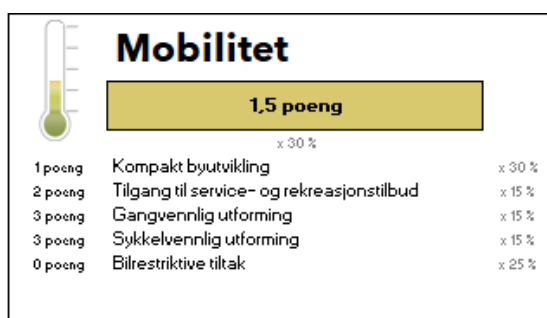 Mobilitet
1,5 poeng
x 30 %
1 poeng Kompakt byutvikling x 30 %
2 poeng Tilgang til service- og rekreasjonstilbud x 15 %
3 poeng Gangvennlig utforming x 15 %
3 poeng Sykkelvennlig utforming x 15 %
0 poeng Bilrestriktive tiltak x 25 %